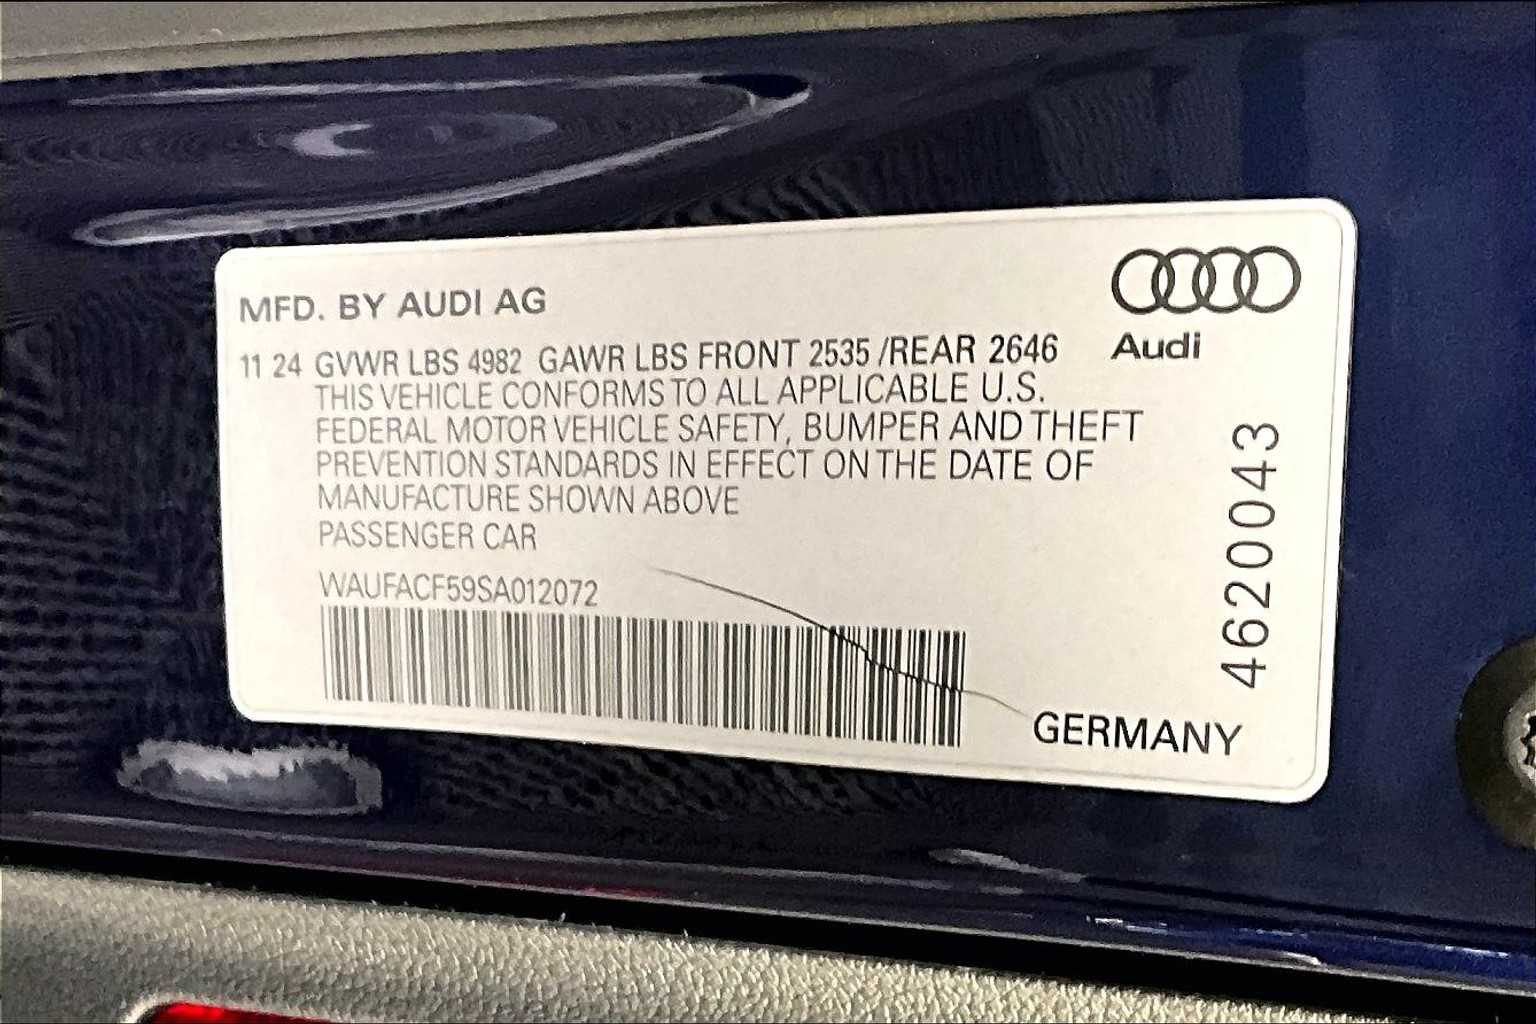 MFD. BY AUDI AG
Audi
11 24 GVWR LBS 4982 GAWR LBS FRONT 2535 /REAR 2646
THIS VEHICLE CONFORMS TO ALL APPLICABLE U.S.
FEDERAL MOTOR VEHICLE SAFETY, BUMPER AND THEFT
PREVENTION STANDARDS IN EFFECT ON THE DATE OF
MANUFACTURE SHOWN ABOVE
PASSENGER CAR
WAUFACF59SA012072
4620043
GERMANY